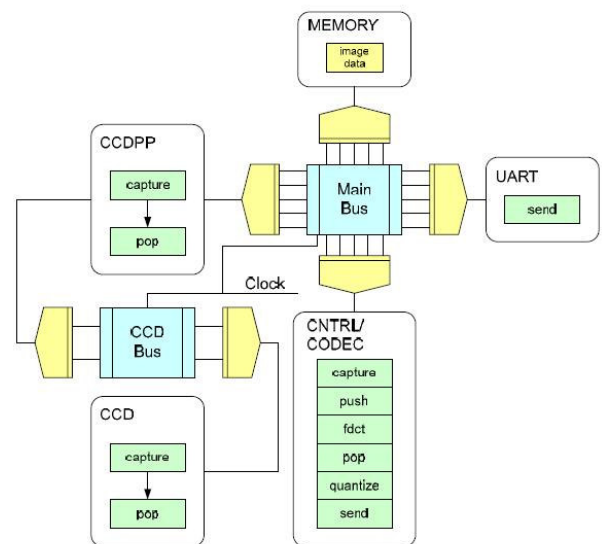 MEMORY
image
data
CCDPP
capture
pop
Main
Bus
UART
send
Clock
CCD
Bus
CNTRL/
CODEC
capture
push
fdct
pop
quantize
send
CCD
capture
pop